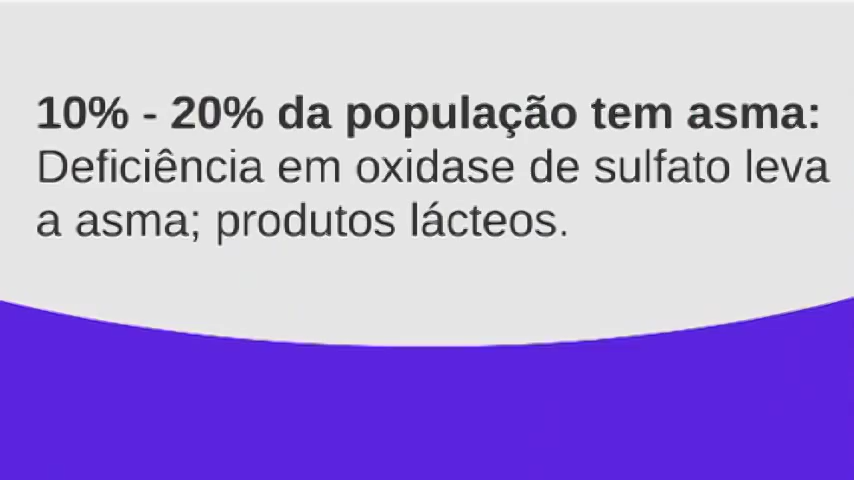 10% - 20% da população tem asma:
Deficiência em oxidase de sulfato leva
a asma; produtos lácteos.